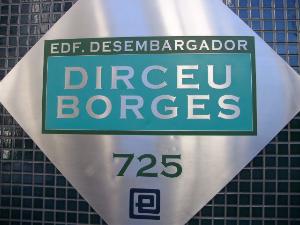 EDF. DESEMBARGADOR
DIRCEU
BORGES
725